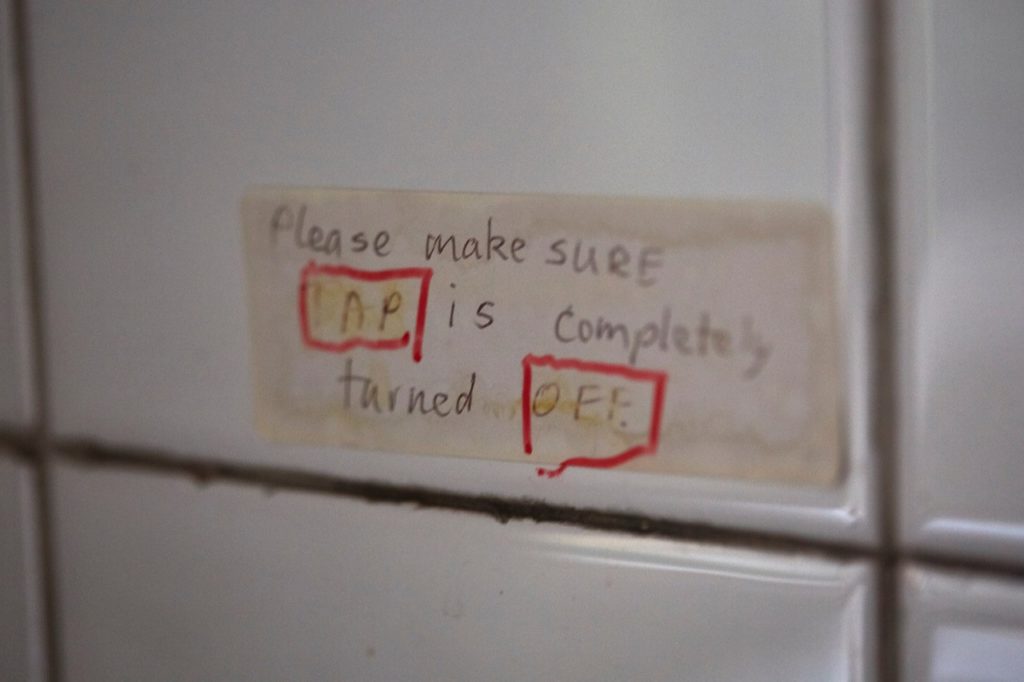 Please make SURE
TAP is completely
turned OFF.